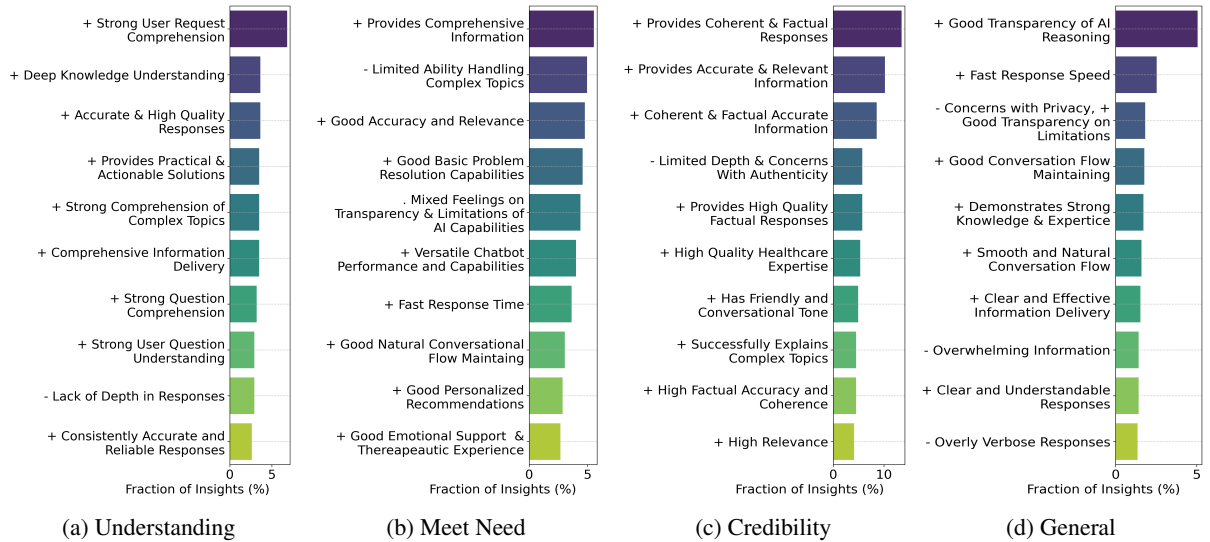 + Strong User Request
Comprehension
+ Deep Knowledge Understanding
+ Accurate & High Quality
Responses
+ Provides Practical &
Actionable Solutions
+ Strong Comprehension of
Complex Topics
+ Comprehensive Information
Delivery
+ Strong Question
Comprehension
+ Strong User Question
Understanding
- Lack of Depth in Responses
+ Consistently Accurate and
Reliable Responses
0 5
Fraction of Insights (%)
(a) Understanding
+ Provides Comprehensive
Information
- Limited Ability Handling
Complex Topics
+ Good Accuracy and Relevance
+ Good Basic Problem
Resolution Capabilities
. Mixed Feelings on
Transparency & Limitations of
AI Capabilities
+ Versatile Chatbot
Performance and Capabilities
+ Fast Response Time
+ Good Natural Conversational
Flow Maintaing
+ Good Personalized
Recommendations
+ Good Emotional Support &
Thereapeautic Experience
0 5
Fraction of Insights (%)
(b) Meet Need
+ Provides Coherent & Factual
Responses
+ Provides Accurate & Relevant
Information
+ Coherent & Factual Accurate
Information
- Limited Depth & Concerns
With Authenticity
+ Provides High Quality
Factual Responses
+ High Quality Healthcare
Expertise
+ Has Friendly and
Conversational Tone
+ Successfully Explains
Complex Topics
+ High Factual Accuracy and
Coherence
+ High Relevance
0 10
Fraction of Insights (%)
(c) Credibility
+ Good Transparency of AI
Reasoning
+ Fast Response Speed
- Concerns with Privacy, +
Good Transparency on
Limitations
+ Good Conversation Flow
Maintaining
+ Demonstrates Strong
Knowledge & Expertice
+ Smooth and Natural
Conversation Flow
+ Clear and Effective
Information Delivery
- Overwhelming Information
+ Clear and Understandable
Responses
- Overly Verbose Responses
0 5
Fraction of Insights (%)
(d) General